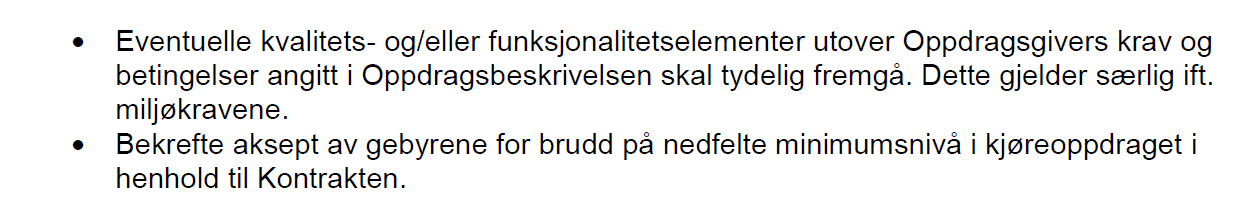 • Eventuelle kvalitets- og/eller funksjonalitetselementer utover Oppdragsgivers krav og
betingelser angitt i Oppdragsbeskrivelsen skal tydelig fremgå. Dette gjelder særlig ift.
miljøkravene.
• Bekrefte aksept av gebyrene for brudd på nedfelte minimumsnivå i kjøreoppdraget i
henhold til Kontrakten.